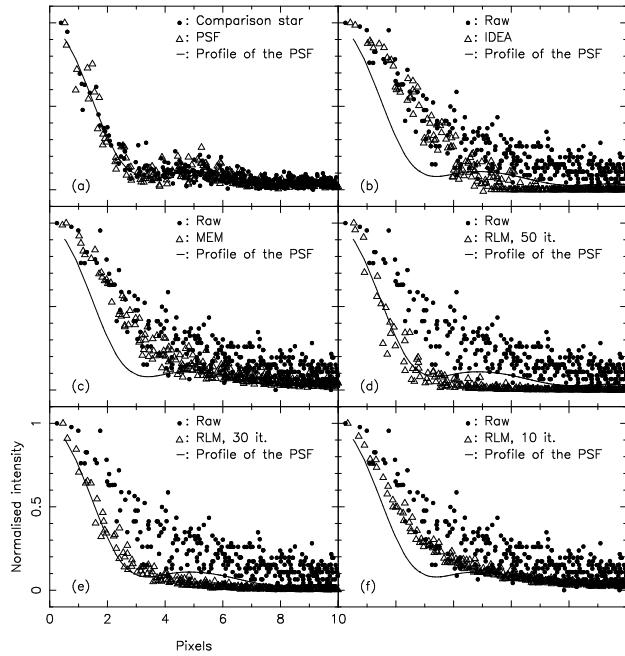 ● : Comparison star
△ : PSF
— : Profile of the PSF
(a)
● : Raw
△ : IDEA
— : Profile of the PSF
(b)
● : Raw
△ : MEM
— : Profile of the PSF
(c)
● : Raw
△ : RLM, 50 it.
— : Profile of the PSF
(d)
● : Raw
△ : RLM, 30 it.
— : Profile of the PSF
(e)
● : Raw
△ : RLM, 10 it.
— : Profile of the PSF
(f)
1
0.5
0
Normalised intensity
0 2 4 6 8 10
Pixels